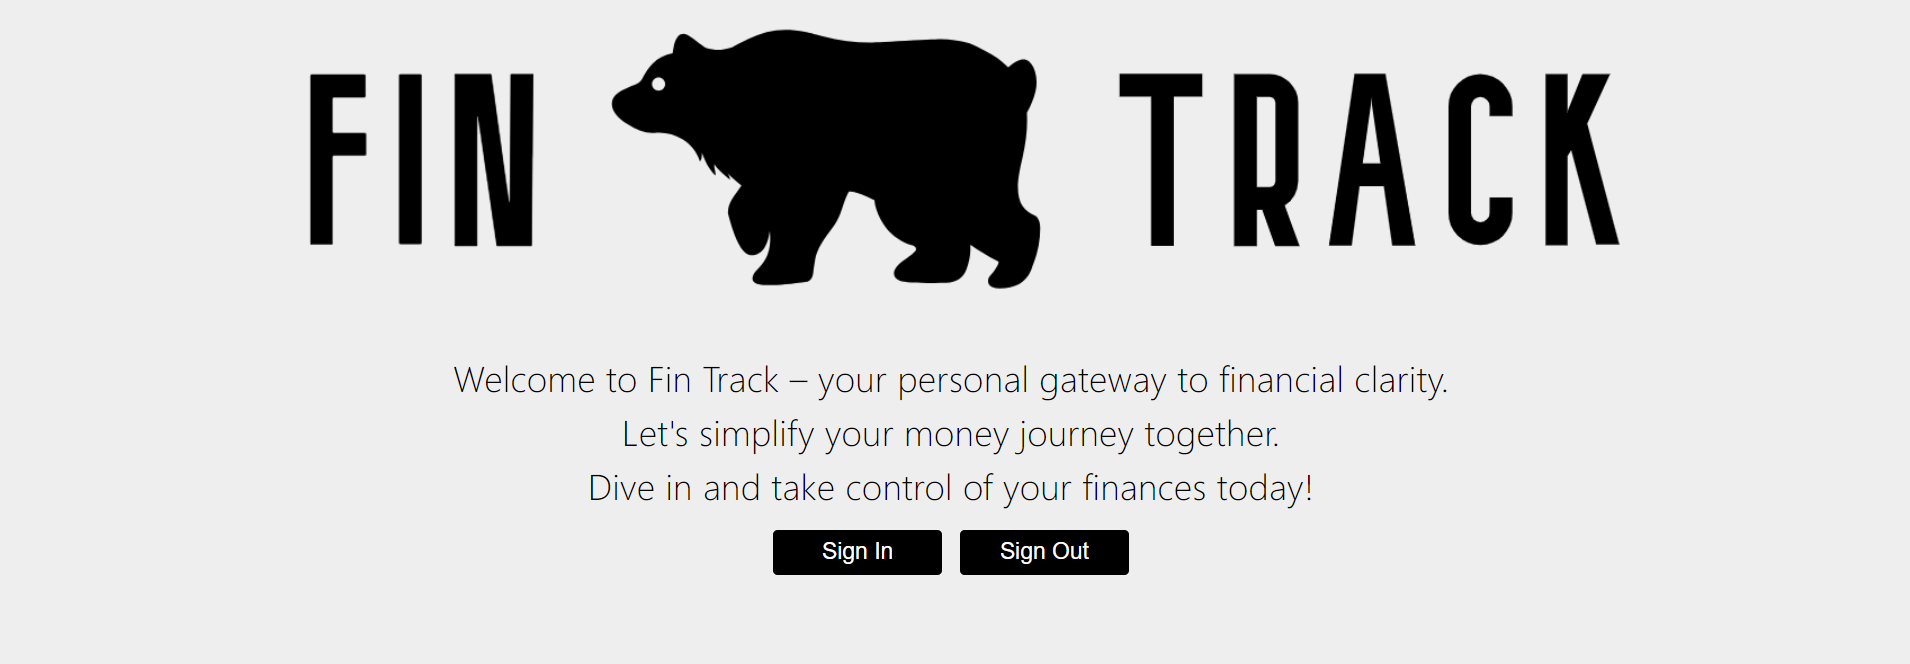 FIN TRACK
Welcome to Fin Track – your personal gateway to financial clarity.
Let's simplify your money journey together.
Dive in and take control of your finances today!
Sign In Sign Out